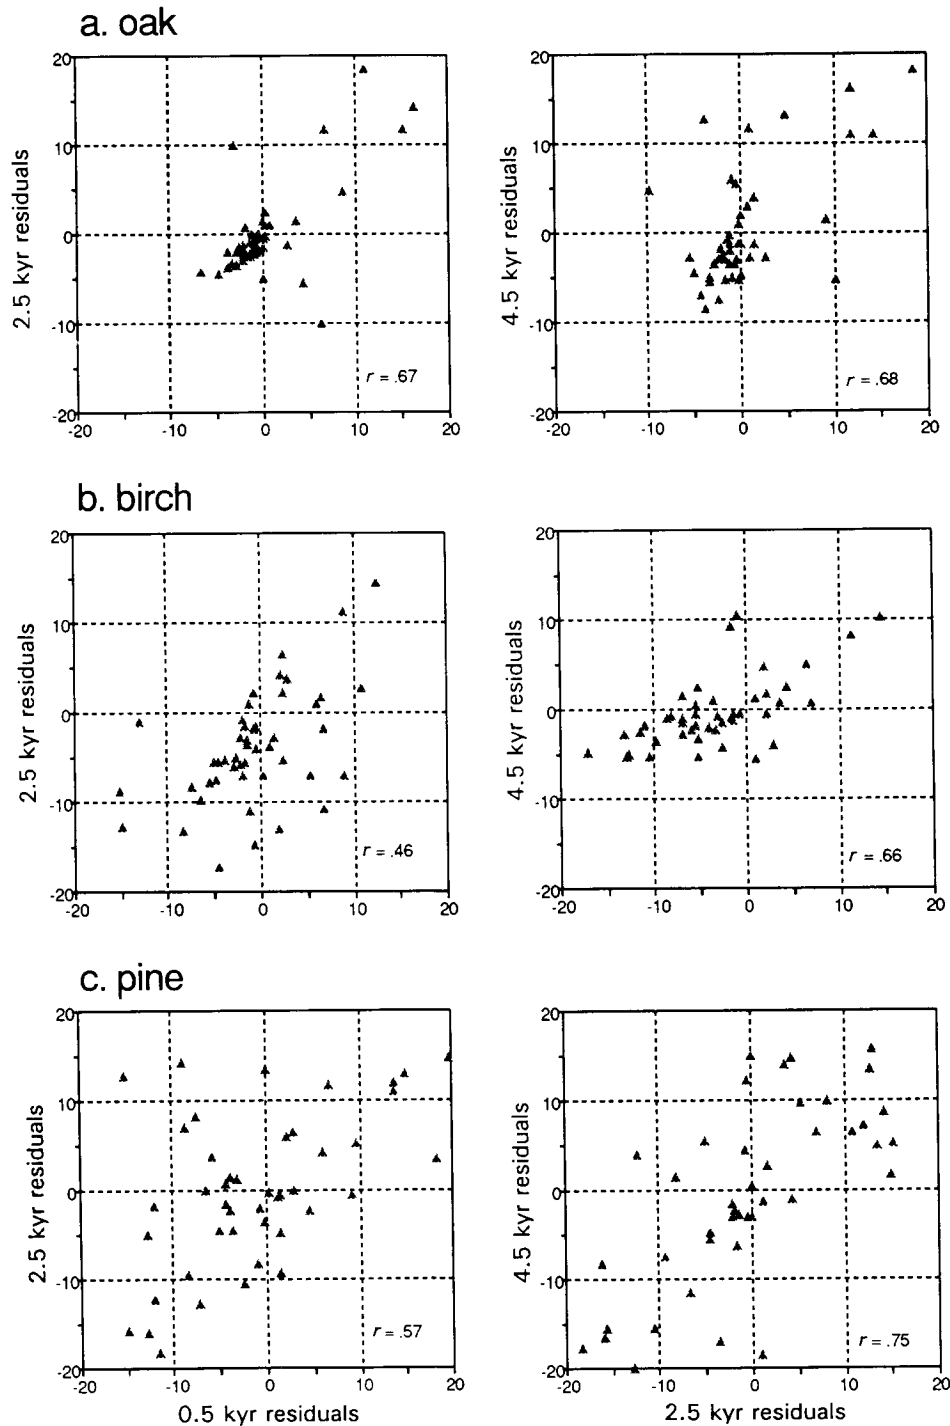 a. oak
20
10
0
-10
-20
2.5 kyr residuals
r = .67
-20 -10 0 10 20
20
10
0
-10
-20
4.5 kyr residuals
r = .68
-20 -10 0 10 20
b. birch
20
10
0
-10
-20
2.5 kyr residuals
r = .46
-20 -10 0 10 20
20
10
0
-10
-20
4.5 kyr residuals
r = .66
-20 -10 0 10 20
c. pine
20
10
0
-10
-20
2.5 kyr residuals
r = .57
-20 -10 0 10 20
0.5 kyr residuals
20
10
0
-10
-20
4.5 kyr residuals
r = .75
-20 -10 0 10 20
2.5 kyr residuals